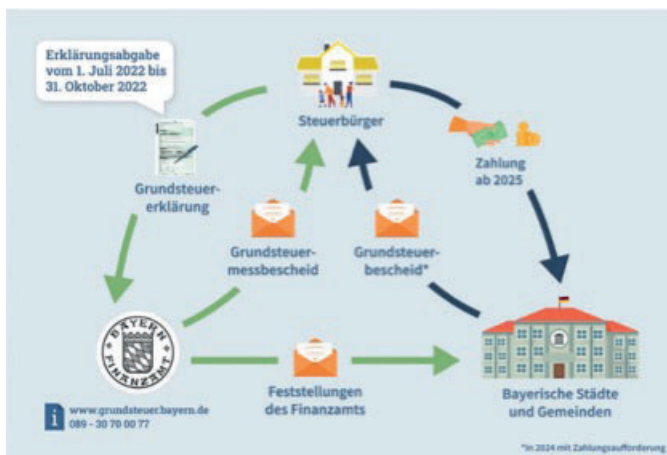 Erklärungsabgabe
vom 1. Juli 2022 bis
31. Oktober 2022
Steuerbürger
Zahlung
ab 2025
Grundsteuer-
erklärung
Grundsteuer-
messbescheid
Grundsteuer-
bescheid*
BAYERN
FINANZAMT
Feststellungen
des Finanzamts
Bayerische Städte
und Gemeinden
i
www.grundsteuer.bayern.de
089 - 30 70 00 77
*in 2024 mit Zahlungsaufforderung